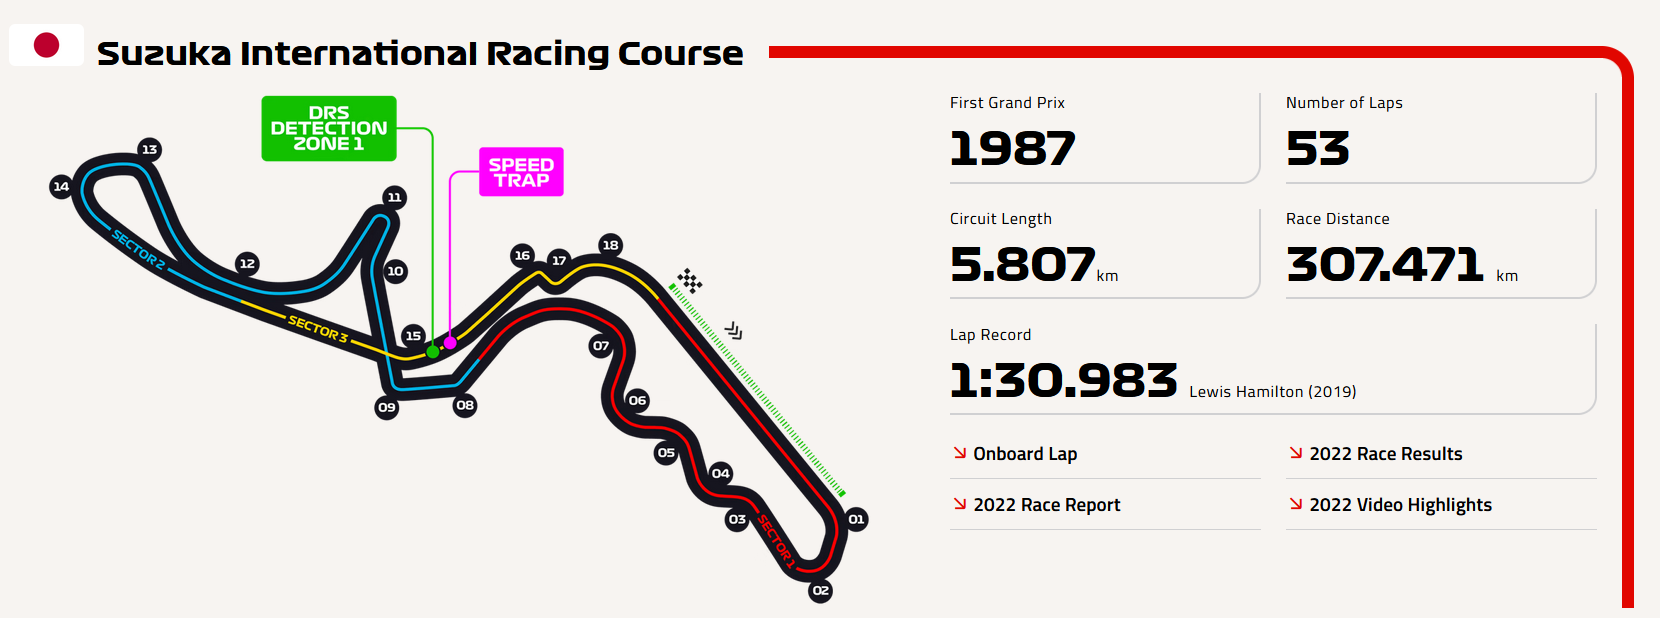 Suzuka International Racing Course
DRS
DETECTION
ZONE 1
SPEED
TRAP
13
14
11
12
10
16
17
18
15
09
08
07
06
05
04
03
01
02
SECTOR 2
SECTOR 3
SECTOR 1
First Grand Prix
1987
Number of Laps
53
Circuit Length
5.807 km
Race Distance
307.471 km
Lap Record
1:30.983 Lewis Hamilton (2019)
Onboard Lap
2022 Race Results
2022 Race Report
2022 Video Highlights